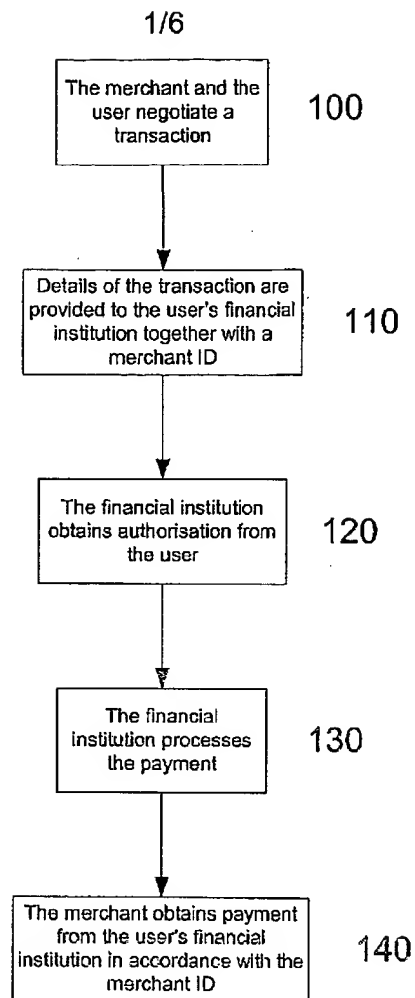 1/6
The merchant and the
user negotiate a
transaction
100
Details of the transaction are
provided to the user's financial
institution together with a
merchant ID
110
The financial institution
obtains authorisation from
the user
120
The financial
institution processes
the payment
130
The merchant obtains payment
from the user's financial
institution in accordance with the
merchant ID
140